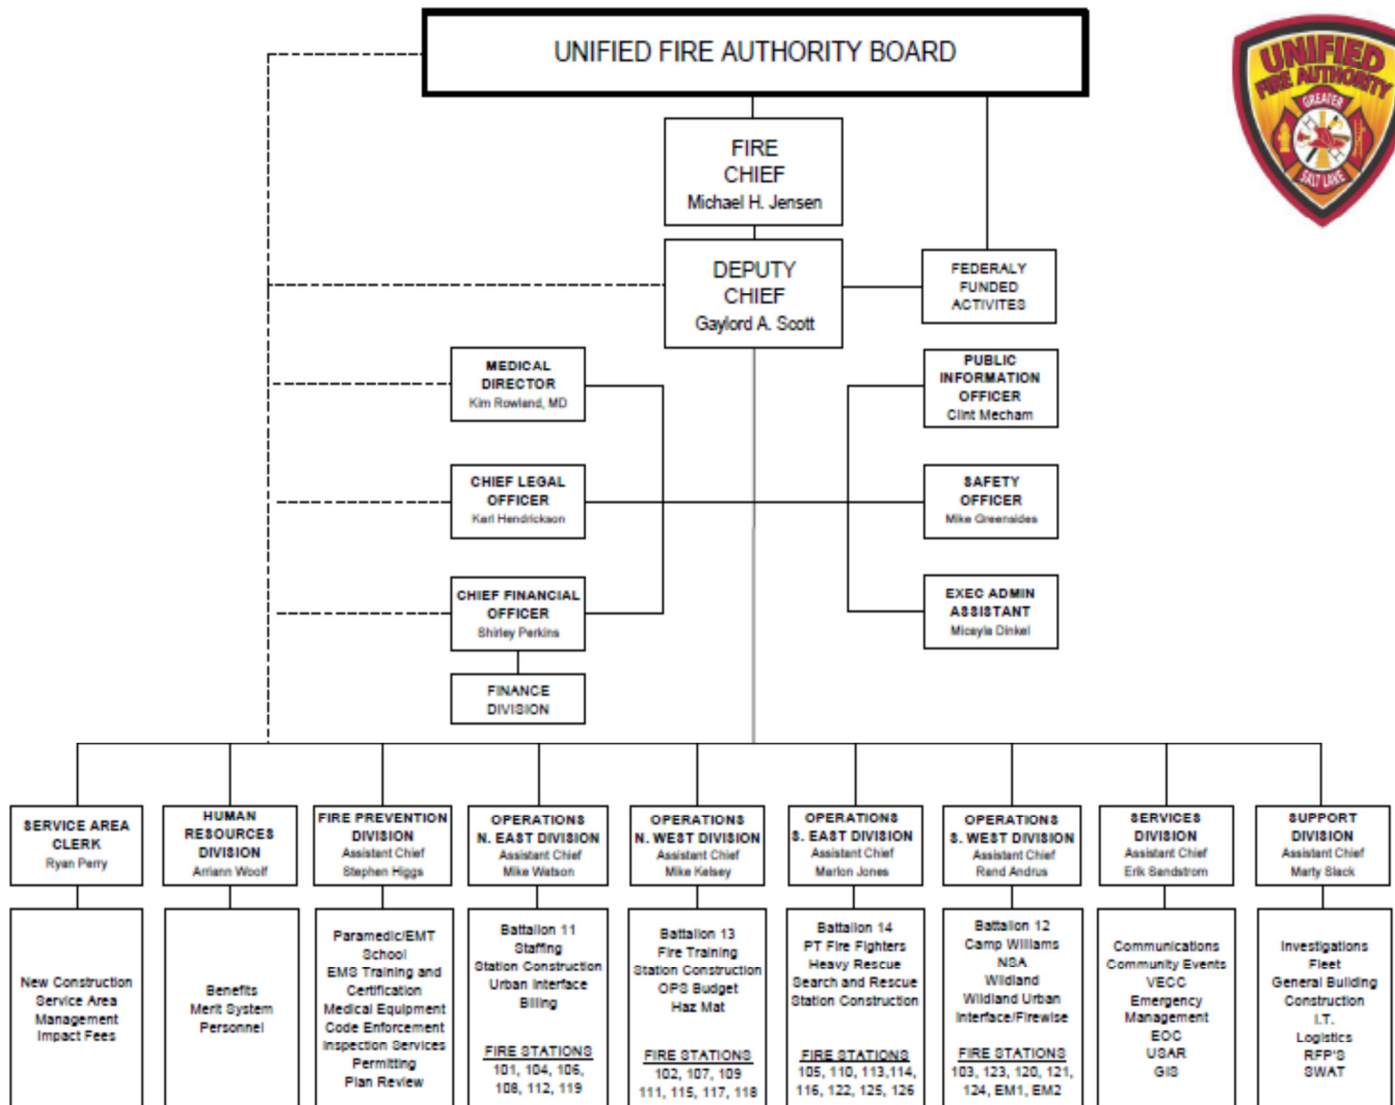 UNIFIED FIRE AUTHORITY BOARD
UNIFIED
FIRE AUTHORITY
GREATER
SALT LAKE
FIRE
CHIEF
Michael H. Jensen
DEPUTY
CHIEF
Gaylord A. Scott
FEDERALY
FUNDED
ACTIVITES
MEDICAL
DIRECTOR
Kim Rowland, MD
PUBLIC
INFORMATION
OFFICER
Clint Mecham
CHIEF LEGAL
OFFICER
Karl Hendrickson
SAFETY
OFFICER
Mike Greensides
CHIEF FINANCIAL
OFFICER
Shirley Perkins
EXEC ADMIN
ASSISTANT
Micayla Dinkel
FINANCE
DIVISION
SERVICE AREA
CLERK
Ryan Perry
HUMAN
RESOURCES
DIVISION
Arriann Woolf
FIRE PREVENTION
DIVISION
Assistant Chief
Stephen Higgs
OPERATIONS
N. EAST DIVISION
Assistant Chief
Mike Watson
OPERATIONS
N. WEST DIVISION
Assistant Chief
Mike Kelsey
OPERATIONS
S. EAST DIVISION
Assistant Chief
Marlon Jones
OPERATIONS
S. WEST DIVISION
Assistant Chief
Rand Andrus
SERVICES
DIVISION
Assistant Chief
Erik Sandstrom
SUPPORT
DIVISION
Assistant Chief
Marty Slack
New Construction
Service Area
Management
Impact Fees
Benefits
Merit System
Personnel
Paramedic/EMT
School
EMS Training and
Certification
Medical Equipment
Code Enforcement
Inspection Services
Permitting
Plan Review
Battalion 11
Staffing
Station Construction
Urban Interface
Billing
FIRE STATIONS
101, 104, 106,
108, 112, 119
Battalion 13
Fire Training
Station Construction
OPS Budget
Haz Mat
FIRE STATIONS
102, 107, 109
111, 115, 117, 118
Battalion 14
PT Fire Fighters
Heavy Rescue
Search and Rescue
Station Construction
FIRE STATIONS
105, 110, 113,114,
116, 122, 125, 126
Battalion 12
Camp Williams
NSA
Wildland
Wildland Urban
Interface/Firewise
FIRE STATIONS
103, 123, 120, 121,
124, EM1, EM2
Communications
Community Events
VECC
Emergency
Management
EOC
USAR
GIS
Investigations
Fleet
General Building
Construction
I.T.
Logistics
RFP'S
SWAT